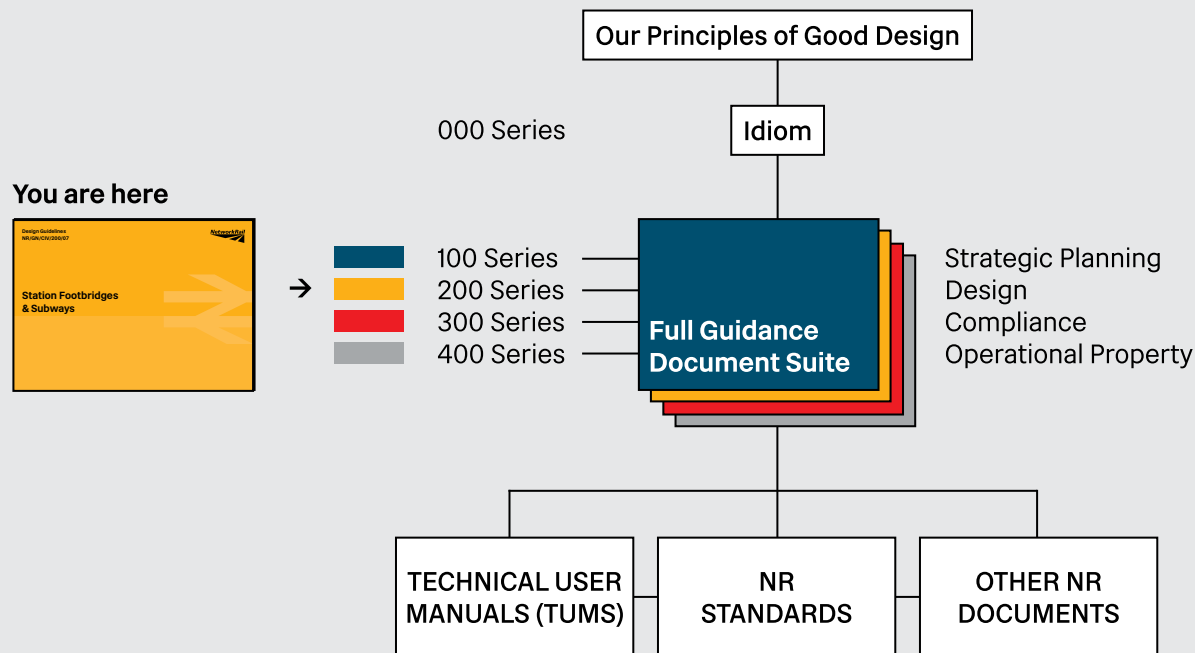 Our Principles of Good Design
000 Series
Idiom
You are here
Design Guidelines
NR/GN/CIV/200/07
NetworkRail
Station Footbridges
& Subways
→
100 Series
200 Series
300 Series
400 Series
Full Guidance
Document Suite
Strategic Planning
Design
Compliance
Operational Property
TECHNICAL USER
MANUALS (TUMS)
NR
STANDARDS
OTHER NR
DOCUMENTS